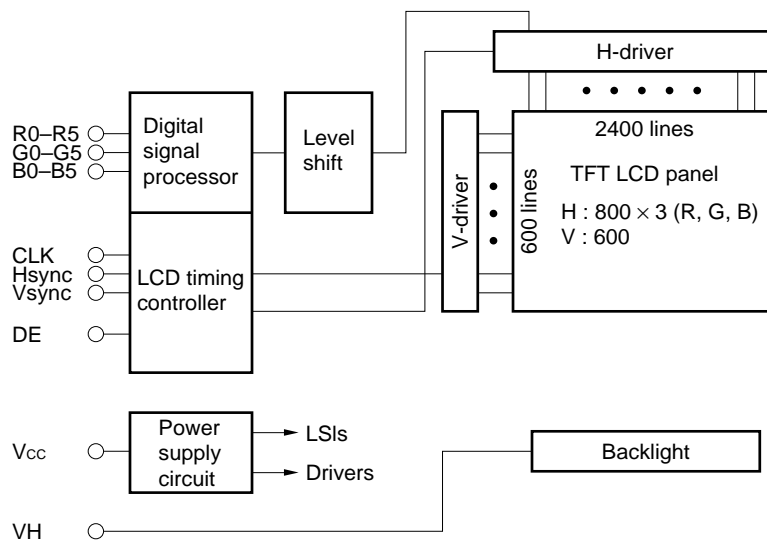 H-driver
R0–R5
G0–G5
B0–B5
Digital
signal
processor
Level
shift
V-driver
600 lines
2400 lines
TFT LCD panel
H : 800 × 3 (R, G, B)
V : 600
CLK
Hsync
Vsync
DE
LCD timing
controller
VCC
Power
supply
circuit
LSIs
Drivers
Backlight
VH